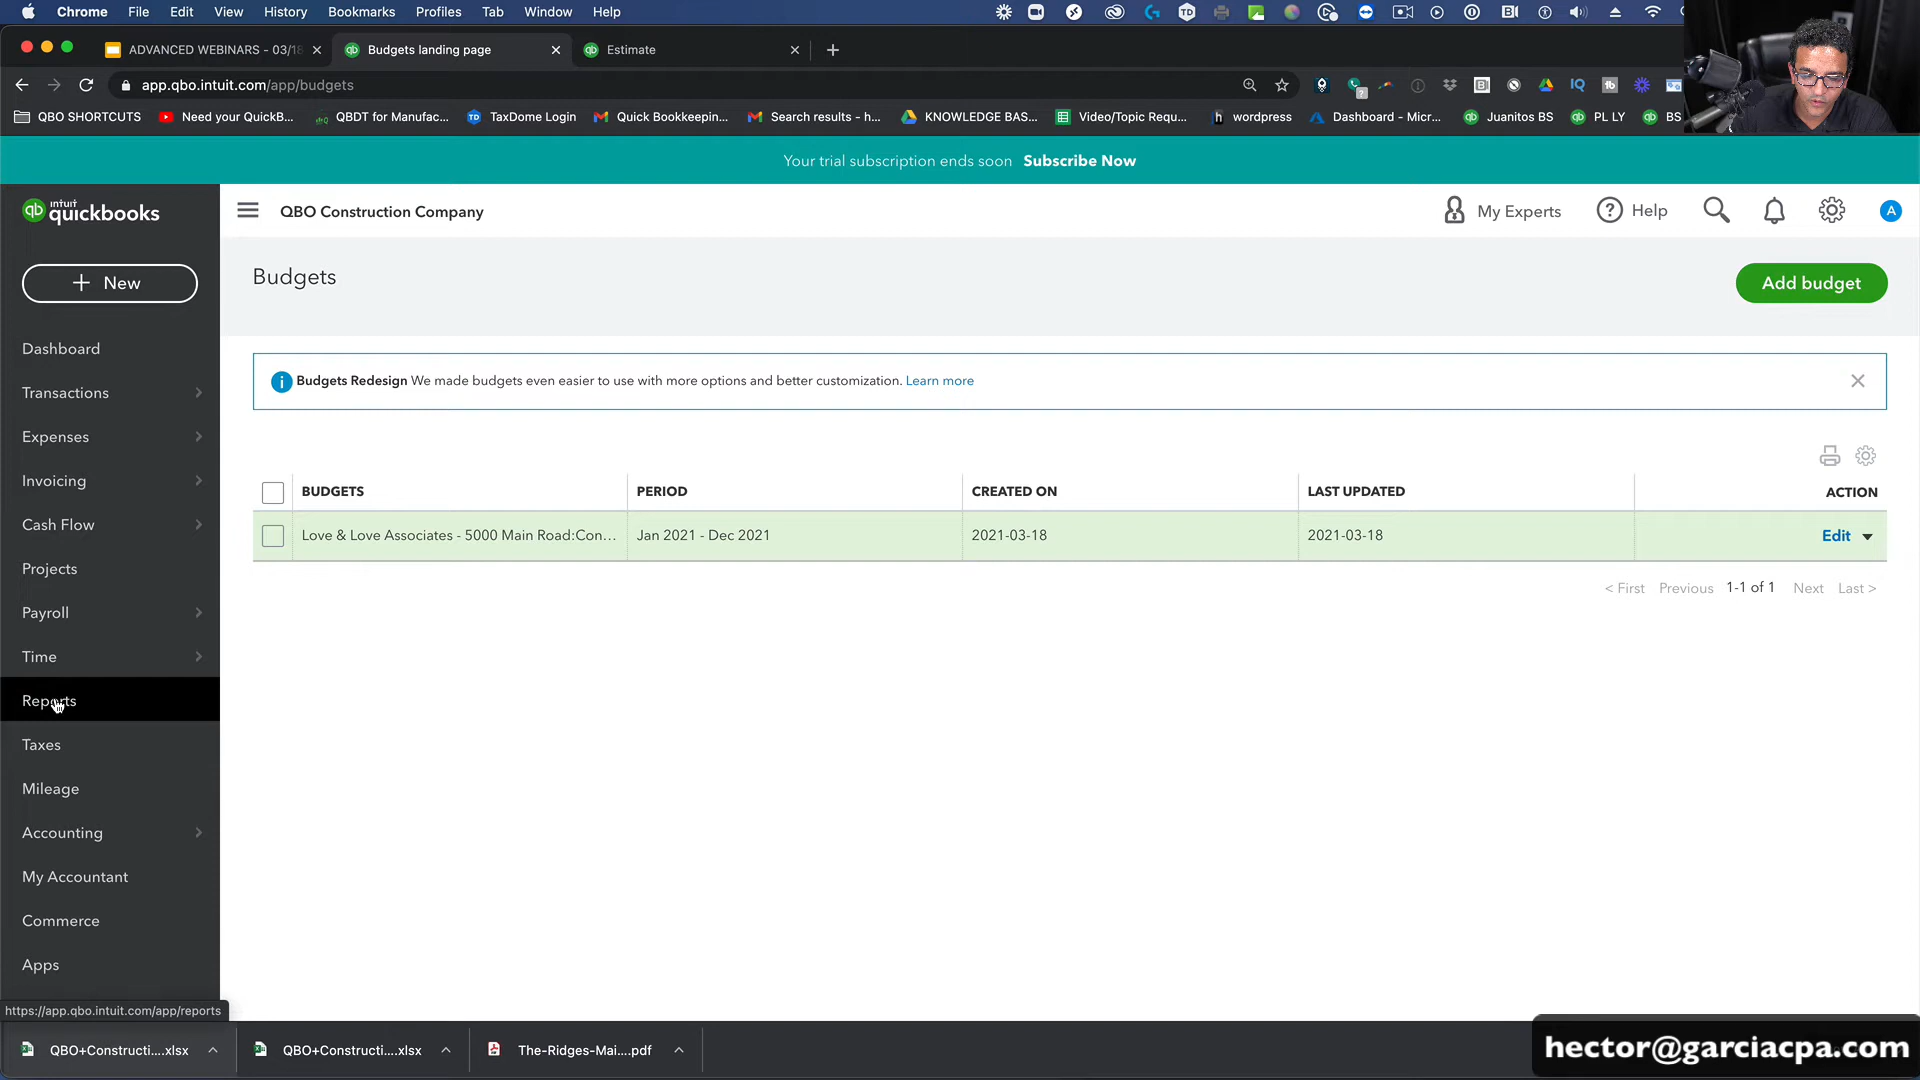 Chrome File Edit View History Bookmarks Profiles Tab Window Help
ADVANCED WEBINARS - 03/18
Budgets landing page
Estimate
app.qbo.intuit.com/app/budgets
QBO SHORTCUTS
Need your QuickB...
QBDT for Manufac...
TaxDome Login
Quick Bookkeepin...
Search results - h...
KNOWLEDGE BAS...
Video/Topic Requ...
wordpress
Dashboard – Micr...
Juanitos BS
PL LY
BS
Your trial subscription ends soon Subscribe Now
intuit
quickbooks
QBO Construction Company
My Experts
Help
A
+ New
Budgets
Add budget
Dashboard
Transactions
Expenses
Invoicing
Cash Flow
Projects
Payroll
Time
Reports
Taxes
Mileage
Accounting
My Accountant
Commerce
Apps
Budgets Redesign We made budgets even easier to use with more options and better customization. Learn more
BUDGETS PERIOD CREATED ON LAST UPDATED ACTION
Love & Love Associates - 5000 Main Road:Con... Jan 2021 - Dec 2021 2021-03-18 2021-03-18 Edit
< First Previous 1-1 of 1 Next Last >
https://app.qbo.intuit.com/app/reports
QBO+Constructi....xlsx
QBO+Constructi....xlsx
The-Ridges-Mai....pdf
hector@garciacpa.com